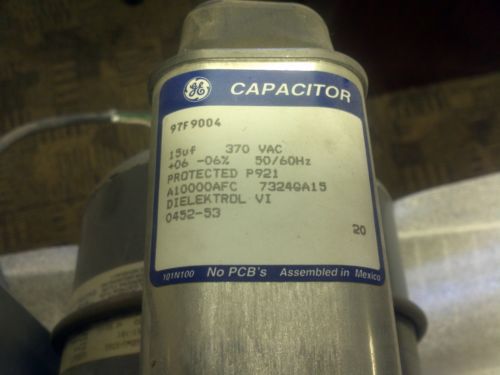 GE CAPACITOR
97F9004
15uf 370 VAC
+06 -06% 50/60Hz
PROTECTED P921
A10000AFC 7324QA15
DIELEKTROL VI
0452-53
20
101N100 No PCB's Assembled in Mexico